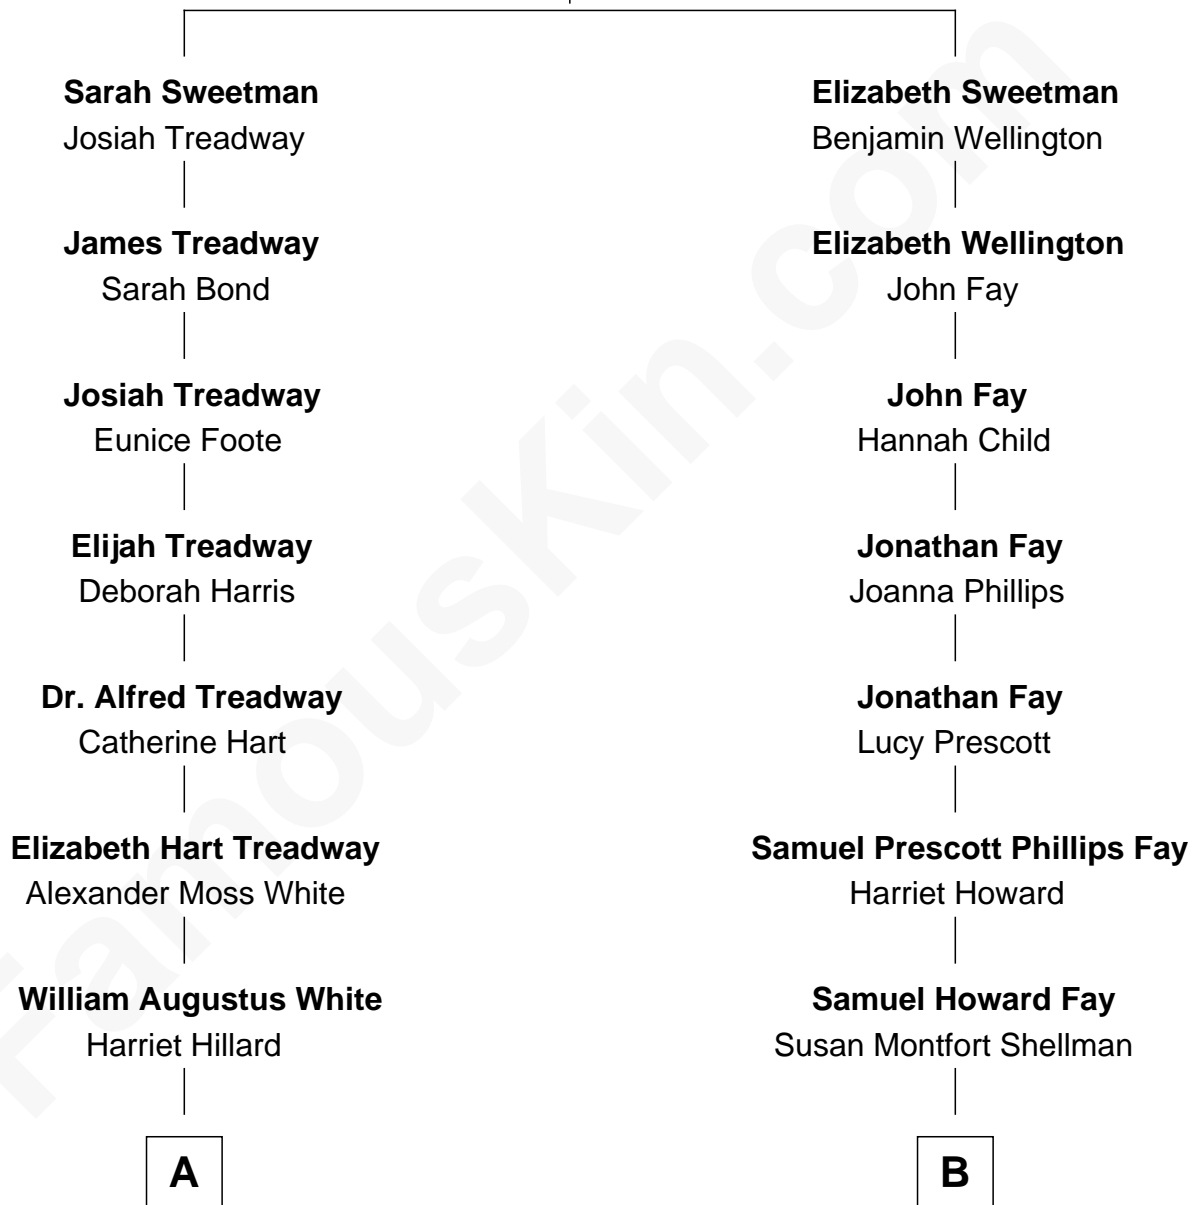 Sarah Sweetman
Josiah Treadway
James Treadway
Sarah Bond
Josiah Treadway
Eunice Foote
Elijah Treadway
Deborah Harris
Dr. Alfred Treadway
Catherine Hart
Elizabeth Hart Treadway
Alexander Moss White
William Augustus White
Harriet Hillard
A
Elizabeth Sweetman
Benjamin Wellington
Elizabeth Wellington
John Fay
John Fay
Hannah Child
Jonathan Fay
Joanna Phillips
Jonathan Fay
Lucy Prescott
Samuel Prescott Phillips Fay
Harriet Howard
Samuel Howard Fay
Susan Montfort Shellman
B
FamousKin.com